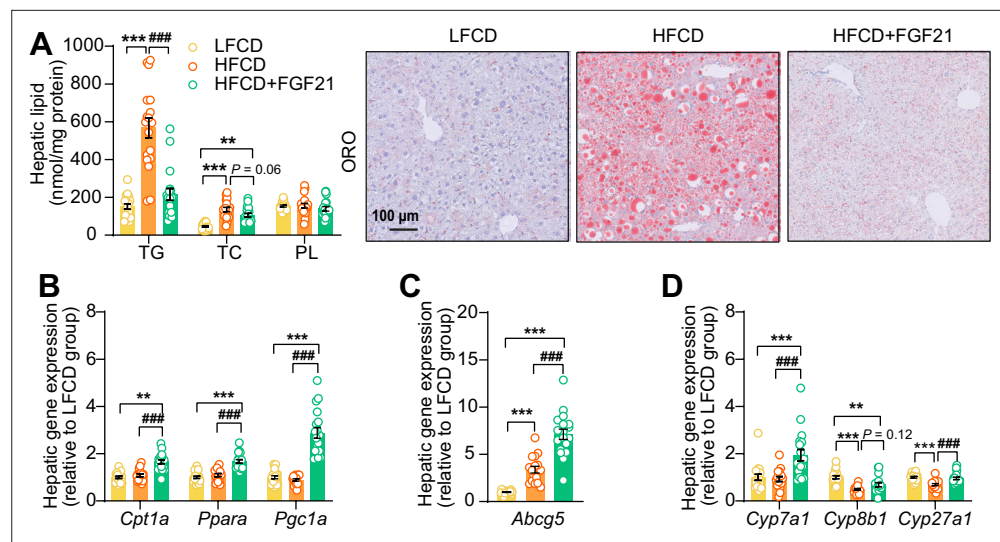 A
Hepatic lipid
(nmol/mg protein)
1000
800
600
400
200
0
*** ###
**
*** P = 0.06
TG TC PL
LFCD
HFCD
HFCD+FGF21
LFCD HFCD HFCD+FGF21
ORO
100 µm
B
Hepatic gene expression
(relative to LFCD group)
8
6
4
2
0
** ###
*** ###
*** ###
Cpt1a Ppara Pgc1a
C
Hepatic gene expression
(relative to LFCD group)
20
15
10
5
0
***
###
***
Abcg5
D
Hepatic gene expression
(relative to LFCD group)
8
6
4
2
0
***
###
**
*** P = 0.12
*** ###
Cyp7a1 Cyp8b1 Cyp27a1